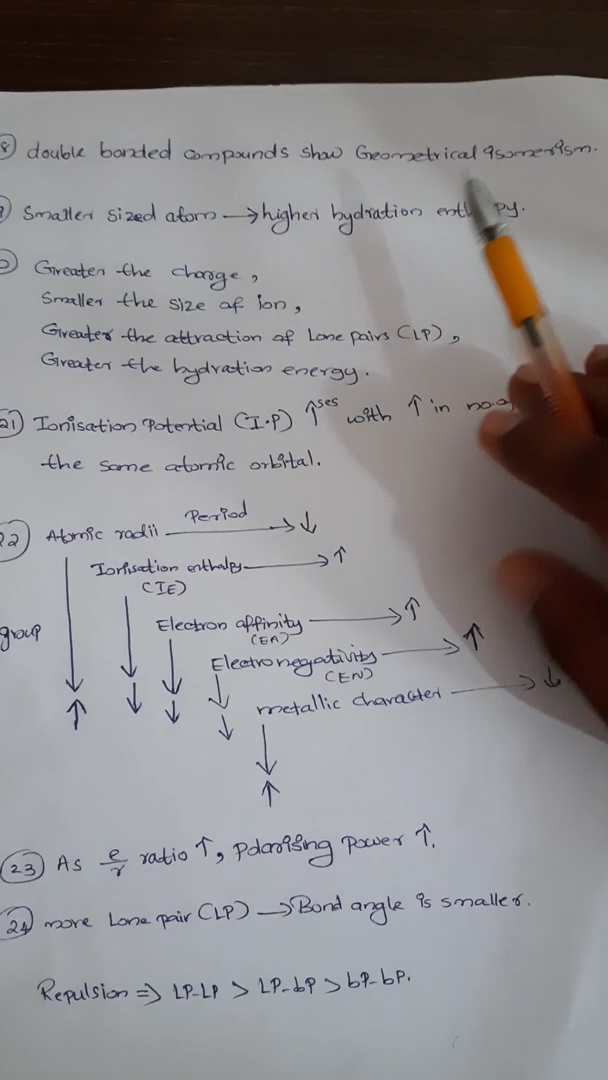 8) double bonded compounds show Geometrical isomerism.
Smaller sized atom → higher hydration enthalpy.
Greater the charge,
Smaller the size of ion,
Greater the attraction of Lone pairs (LP),
Greater the hydration energy.
21) Ionisation Potential (I.P) ↑ses with ↑ in no.
the same atomic orbital.
22) Atomic radii Period → ↓
Ionisation enthalpy → ↑
(IE)
group
Electron affinity → ↑
(EA)
Electronegativity → ↑
(EN)
metallic character → ↓
↓ ↓ ↓ ↓ ↓
↑ ↓ ↓ ↓ ↑
23) As e/r ratio ↑, Polarising Power ↑.
24) more Lone pair (LP) → Bond angle is smaller.
Repulsion ⇒ LP-LP > LP-bP > bP-bP.